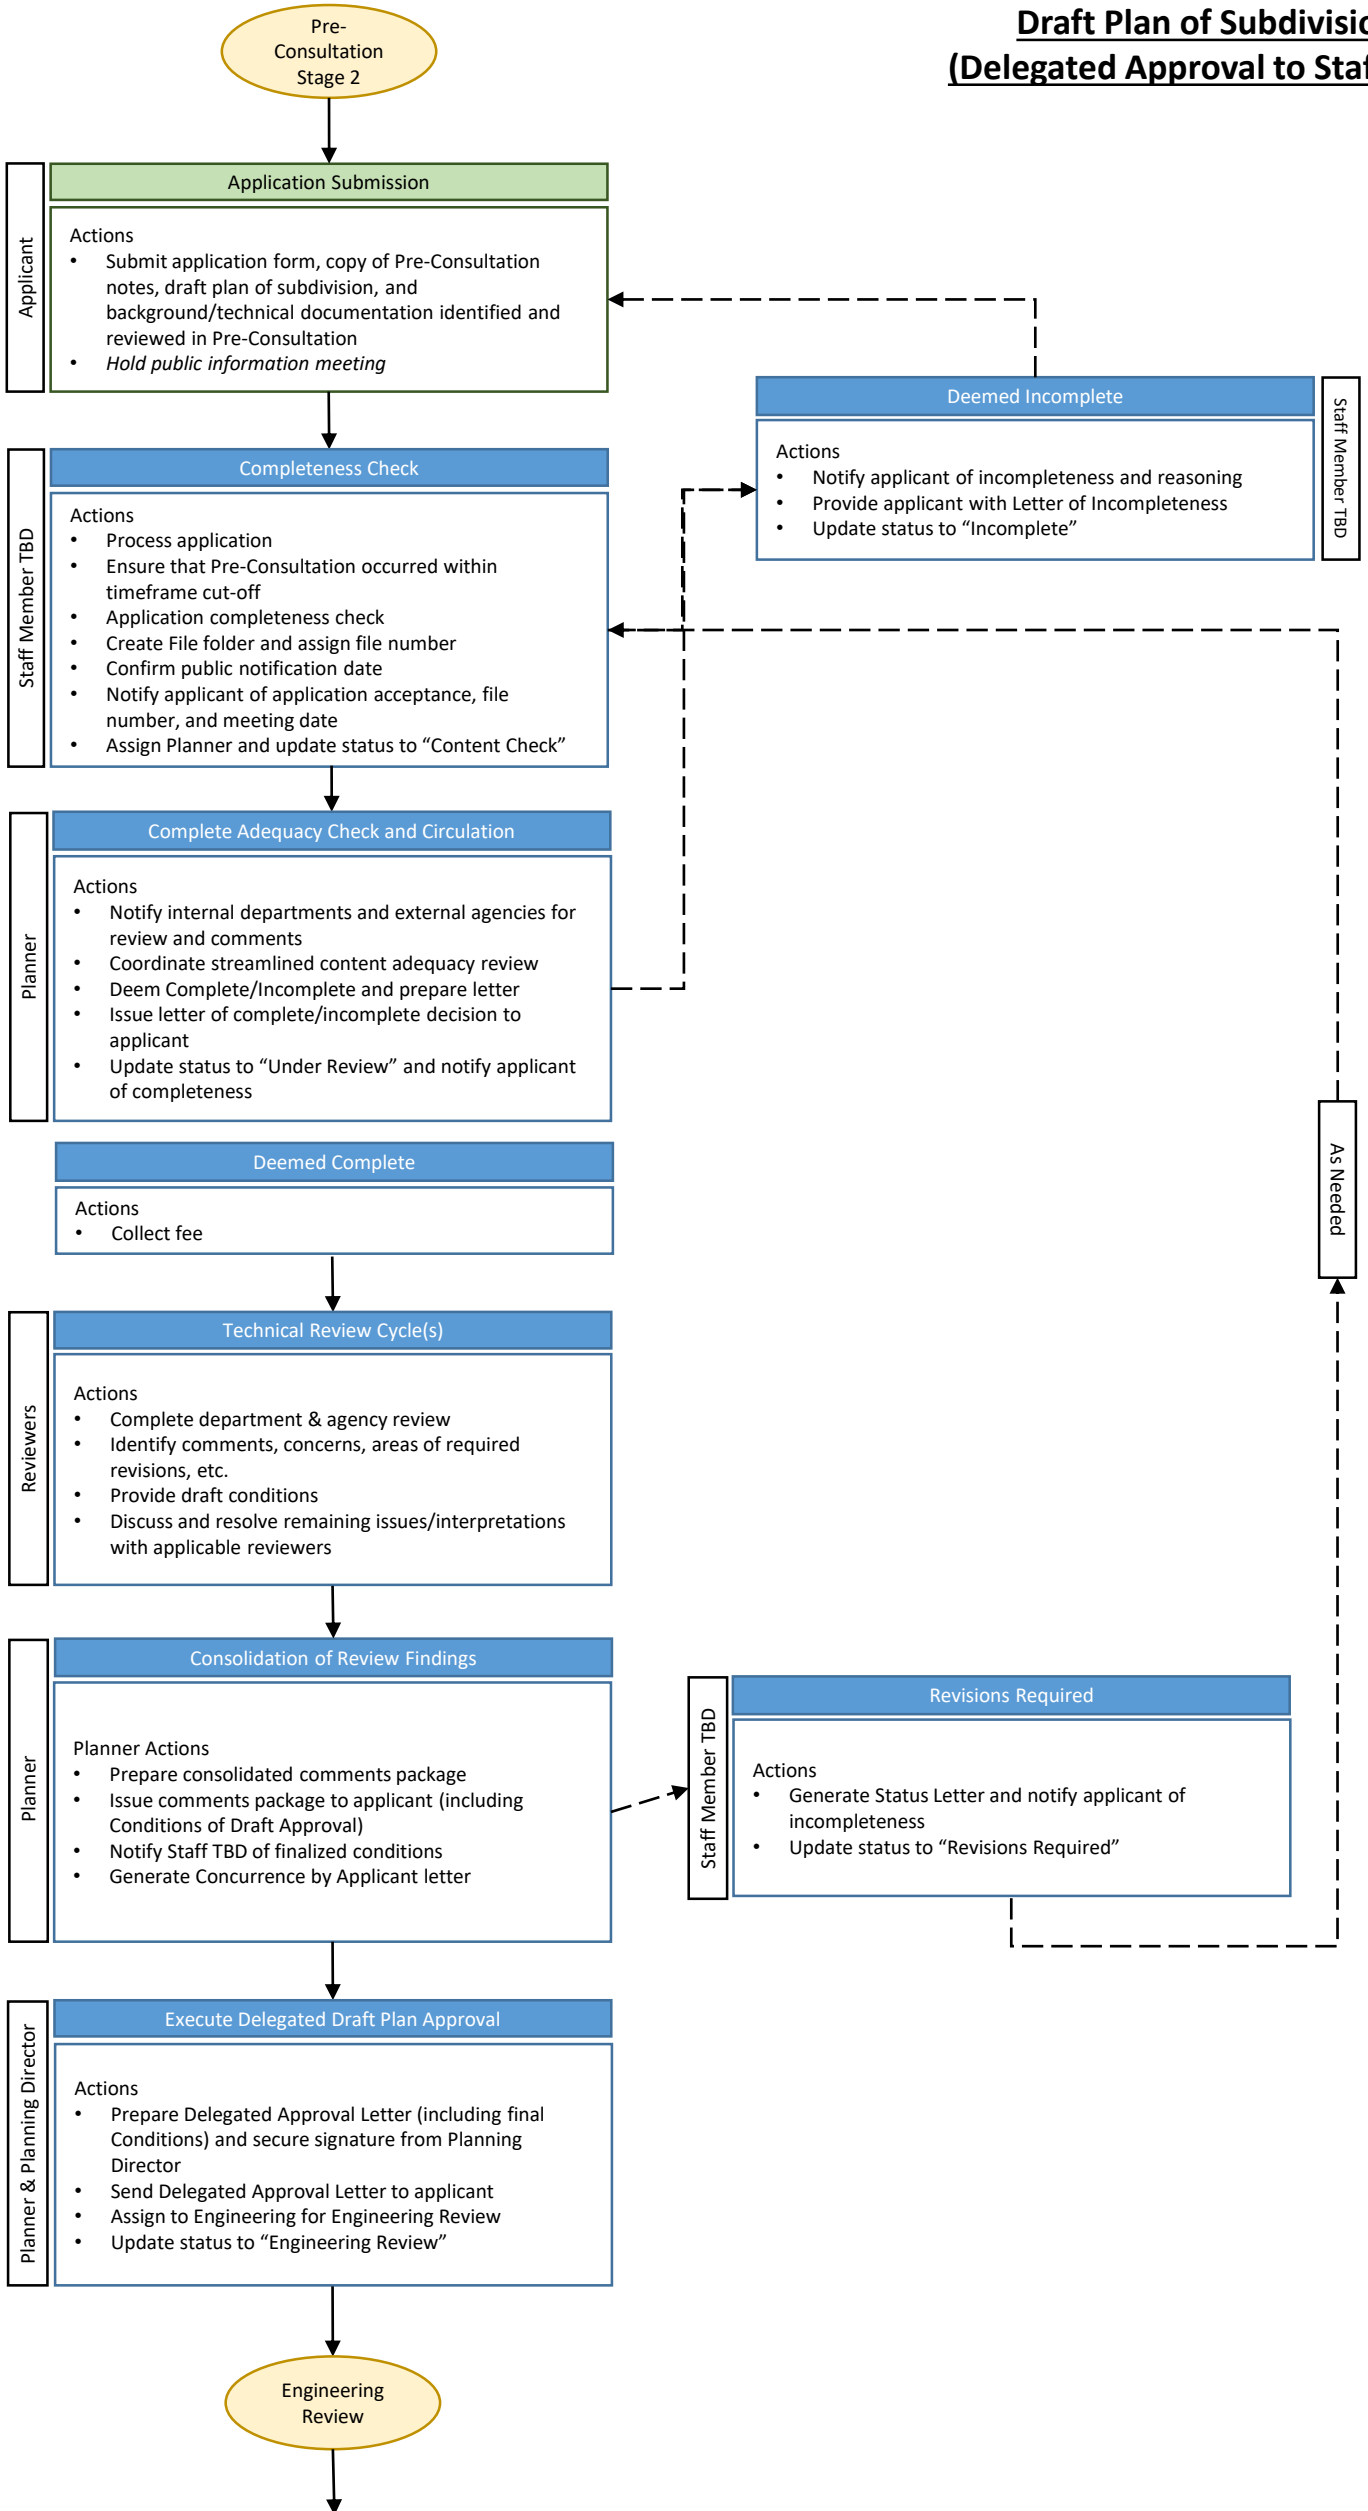 Draft Plan of Subdivisio
(Delegated Approval to Staf
Pre-
Consultation
Stage 2
Applicant
Application Submission
Actions
• Submit application form, copy of Pre-Consultation
notes, draft plan of subdivision, and
background/technical documentation identified and
reviewed in Pre-Consultation
• Hold public information meeting
Deemed Incomplete
Actions
• Notify applicant of incompleteness and reasoning
• Provide applicant with Letter of Incompleteness
• Update status to “Incomplete”
Staff Member TBD
Staff Member TBD
Completeness Check
Actions
• Process application
• Ensure that Pre-Consultation occurred within
timeframe cut-off
• Application completeness check
• Create File folder and assign file number
• Confirm public notification date
• Notify applicant of application acceptance, file
number, and meeting date
• Assign Planner and update status to “Content Check”
Planner
Complete Adequacy Check and Circulation
Actions
• Notify internal departments and external agencies for
review and comments
• Coordinate streamlined content adequacy review
• Deem Complete/Incomplete and prepare letter
• Issue letter of complete/incomplete decision to
applicant
• Update status to “Under Review” and notify applicant
of completeness
Deemed Complete
Actions
• Collect fee
As Needed
Reviewers
Technical Review Cycle(s)
Actions
• Complete department & agency review
• Identify comments, concerns, areas of required
revisions, etc.
• Provide draft conditions
• Discuss and resolve remaining issues/interpretations
with applicable reviewers
Planner
Consolidation of Review Findings
Planner Actions
• Prepare consolidated comments package
• Issue comments package to applicant (including
Conditions of Draft Approval)
• Notify Staff TBD of finalized conditions
• Generate Concurrence by Applicant letter
Staff Member TBD
Revisions Required
Actions
• Generate Status Letter and notify applicant of
incompleteness
• Update status to “Revisions Required”
Planner & Planning Director
Execute Delegated Draft Plan Approval
Actions
• Prepare Delegated Approval Letter (including final
Conditions) and secure signature from Planning
Director
• Send Delegated Approval Letter to applicant
• Assign to Engineering for Engineering Review
• Update status to “Engineering Review”
Engineering
Review